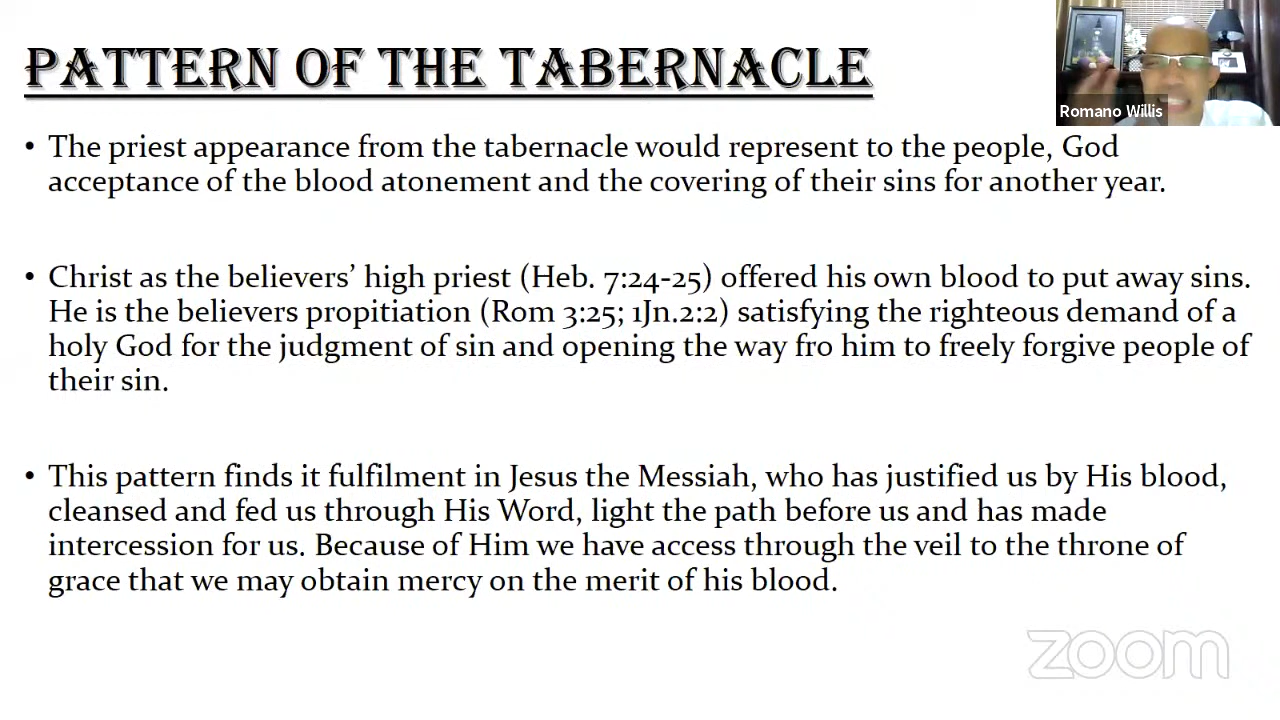 PATTERN OF THE TABERNACLE
Romano Willis
• The priest appearance from the tabernacle would represent to the people, God
acceptance of the blood atonement and the covering of their sins for another year.
• Christ as the believers’ high priest (Heb. 7:24-25) offered his own blood to put away sins.
He is the believers propitiation (Rom 3:25; 1Jn.2:2) satisfying the righteous demand of a
holy God for the judgment of sin and opening the way fro him to freely forgive people of
their sin.
• This pattern finds it fulfilment in Jesus the Messiah, who has justified us by His blood,
cleansed and fed us through His Word, light the path before us and has made
intercession for us. Because of Him we have access through the veil to the throne of
grace that we may obtain mercy on the merit of his blood.
zoom